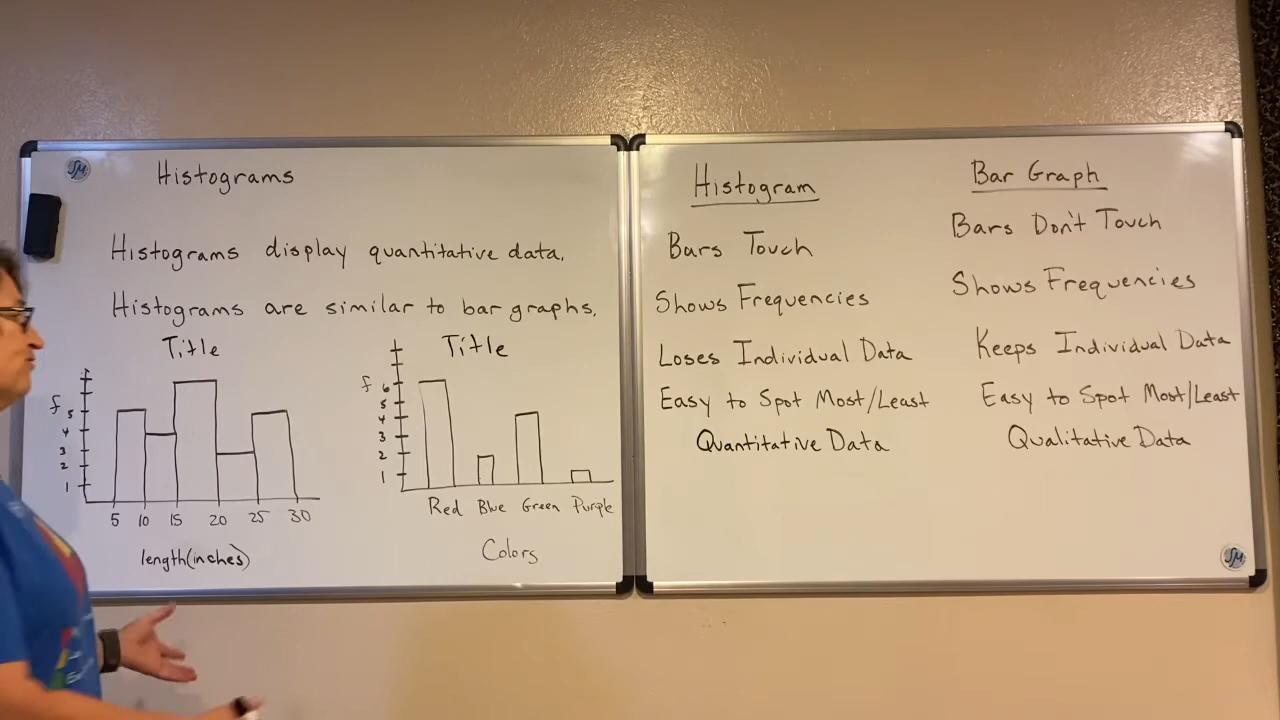 Histograms
Histograms display quantitative data.
Histograms are similar to bar graphs.
Title
f
5
4
3
2
1
5 10 15 20 25 30
length(inches)
Title
f
6
5
4
3
2
1
Red Blue Green Purple
Colors
Histogram
Bars Touch
Shows Frequencies
Loses Individual Data
Easy to Spot Most/Least
Quantitative Data
Bar Graph
Bars Don't Touch
Shows Frequencies
Keeps Individual Data
Easy to Spot Most/Least
Qualitative Data
SM
SM